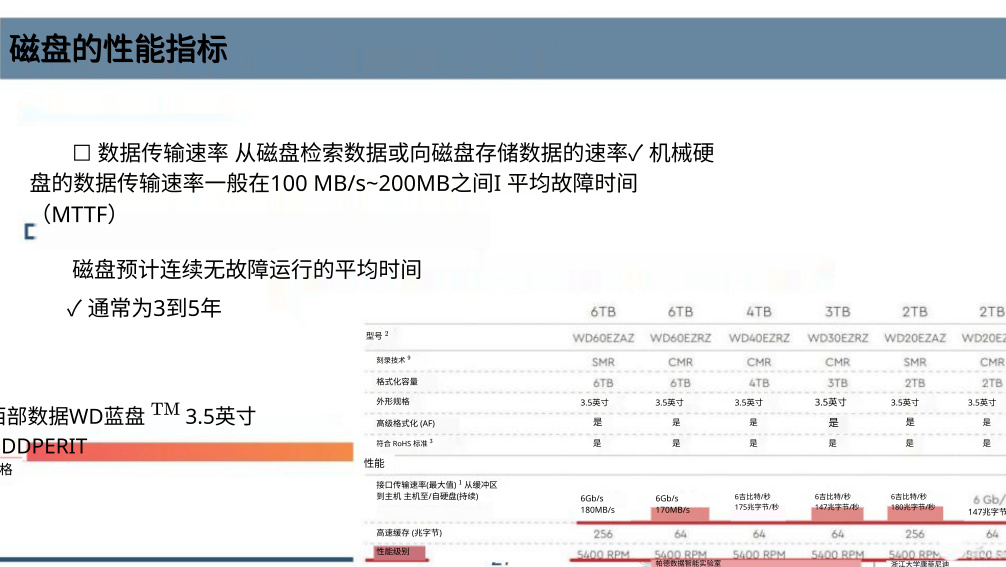 磁盘的性能指标
□ 数据传输速率 从磁盘检索数据或向磁盘存储数据的速率✓ 机械硬
盘的数据传输速率一般在100 MB/s~200MB之间I 平均故障时间
（MTTF）
磁盘预计连续无故障运行的平均时间
✓ 通常为3到5年
6TB 6TB 4TB 3TB 2TB 2TB
型号 2 WD60EZAZ WD60EZRZ WD40EZRZ WD30EZRZ WD20EZAZ WD20EZ
刻录技术 9 SMR CMR CMR CMR SMR CMR
格式化容量 6TB 6TB 4TB 3TB 2TB 2TB
外形规格 3.5英寸 3.5英寸 3.5英寸 3.5英寸 3.5英寸 3.5英寸
高级格式化 (AF) 是 是 是 是 是 是
符合 RoHS 标准 3 是 是 是 是 是 是
部数据WD蓝盘 TM 3.5英寸
DDPERIT
格
性能
接口传输速率(最大值) 1 从缓冲区
到主机 主机至/自硬盘(持续)
6Gb/s 6Gb/s 6吉比特/秒 6吉比特/秒 6吉比特/秒 6 Gb/
180MB/s 170MB/s 175兆字节/秒 147兆字节/秒 180兆字节/秒 147兆字节
高速缓存 (兆字节) 256 64 64 64 256 64
性能级别 5400 RPM 5400 RPM 5400 RPM 5400 RPM 5400 RPM
帕德数据智能实验室 浙江大学康菲尼迪